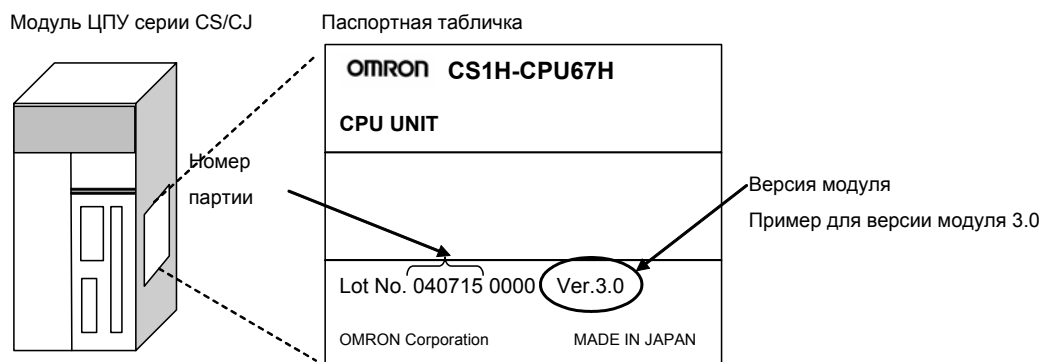 Модуль ЦПУ серии CS/CJ
Паспортная табличка
OMRON CS1H-CPU67H
CPU UNIT
Номер
партии
Версия модуля
Пример для версии модуля 3.0
Lot No. 040715 0000 Ver.3.0
OMRON Corporation MADE IN JAPAN